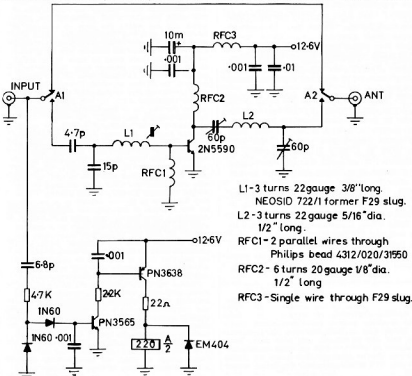 10m
+
RFC3
12·6V
·001
·001
·01
INPUT
A1
A2
ANT
RFC2
4·7p
L1
60p
L2
2N5590
15p
RFC1
60p
L1-3 turns 22gauge 3/8"long.
NEOSID 722/1 former F29 slug.
L2-3 turns 22gauge 5/16"dia.
1/2" long.
RFC1-2 parallel wires through
Philips bead 4312/020/31550
RFC2-6 turns 20gauge 1/8"dia.
1/2" long
RFC3-Single wire through F29 slug.
12·6V
6·8p
·001
PN3638
4·7K
2·2K
22Ω
1N60
PN3565
1N60
·001
220
A
2
EM404